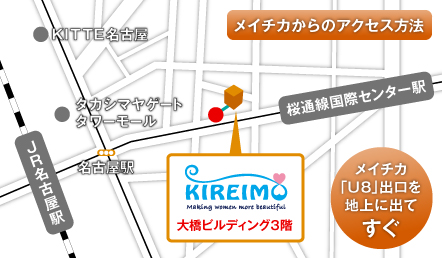 メイチカからのアクセス方法
KITTE名古屋
タカシマヤゲート
タワーモール
桜通線国際センター駅
名古屋駅
JR名古屋駅
KIREIMO
Making women more beautiful
大橋ビルディング3階
メイチカ
「U8」出口を
地上に出て
すぐ